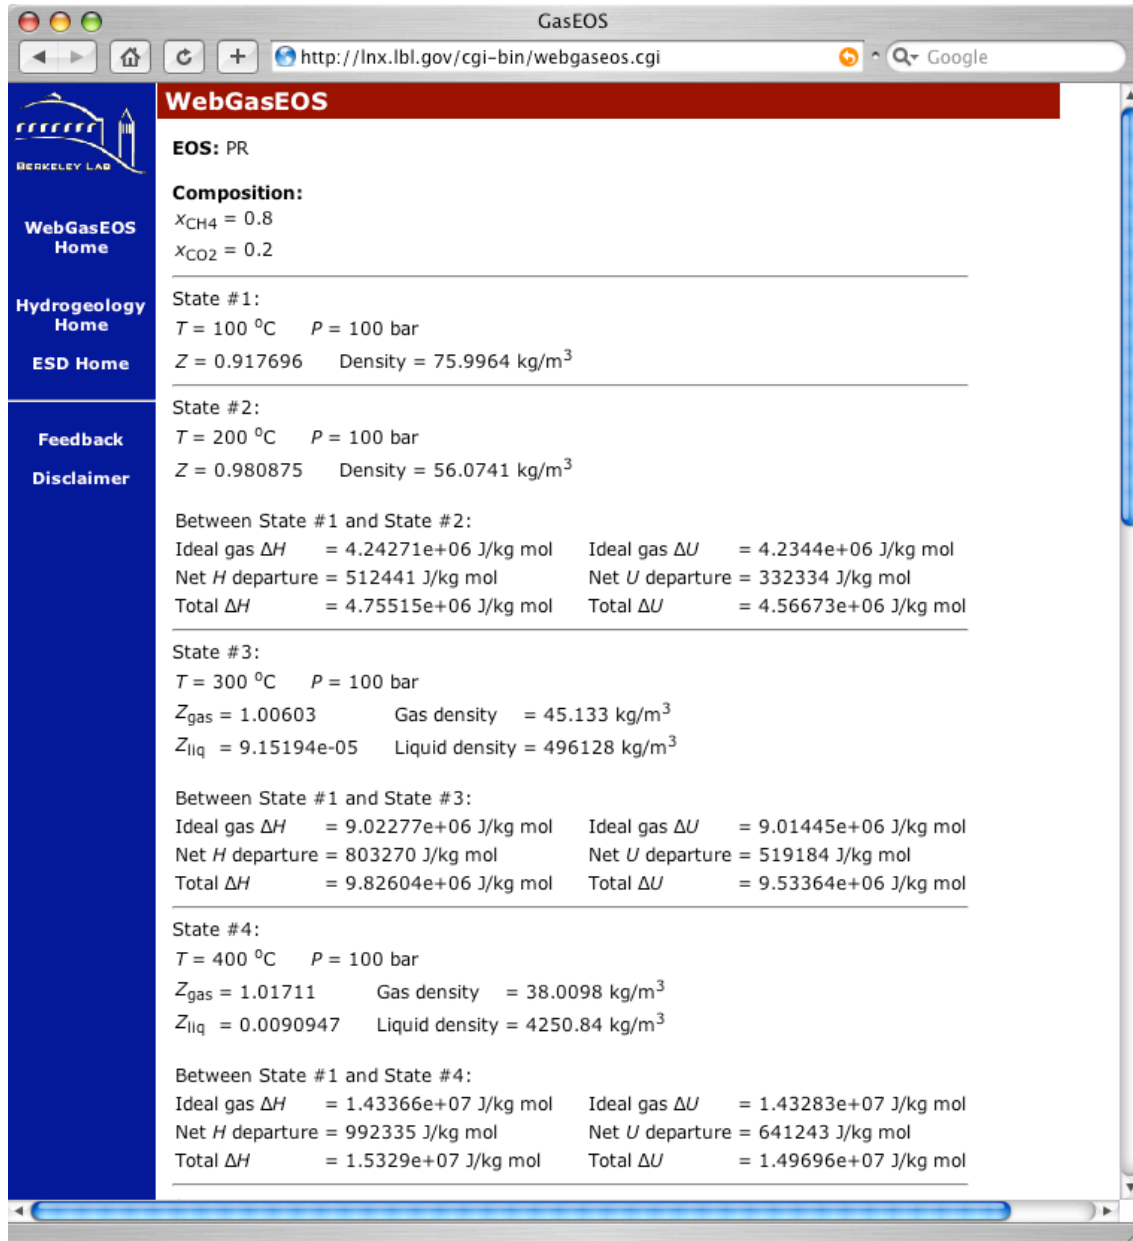 GasEOS
http://lnx.lbl.gov/cgi-bin/webgaseos.cgi
Google
BERKELEY LAB
WebGasEOS
Home
Hydrogeology
Home
ESD Home
Feedback
Disclaimer
WebGasEOS
EOS: PR
Composition:
xCH4 = 0.8
xCO2 = 0.2
State #1:
T = 100 °C P = 100 bar
Z = 0.917696 Density = 75.9964 kg/m³
State #2:
T = 200 °C P = 100 bar
Z = 0.980875 Density = 56.0741 kg/m³
Between State #1 and State #2:
Ideal gas ΔH = 4.24271e+06 J/kg mol Ideal gas ΔU = 4.2344e+06 J/kg mol
Net H departure = 512441 J/kg mol Net U departure = 332334 J/kg mol
Total ΔH = 4.75515e+06 J/kg mol Total ΔU = 4.56673e+06 J/kg mol
State #3:
T = 300 °C P = 100 bar
Zgas = 1.00603 Gas density = 45.133 kg/m³
Zliq = 9.15194e-05 Liquid density = 496128 kg/m³
Between State #1 and State #3:
Ideal gas ΔH = 9.02277e+06 J/kg mol Ideal gas ΔU = 9.01445e+06 J/kg mol
Net H departure = 803270 J/kg mol Net U departure = 519184 J/kg mol
Total ΔH = 9.82604e+06 J/kg mol Total ΔU = 9.53364e+06 J/kg mol
State #4:
T = 400 °C P = 100 bar
Zgas = 1.01711 Gas density = 38.0098 kg/m³
Zliq = 0.0090947 Liquid density = 4250.84 kg/m³
Between State #1 and State #4:
Ideal gas ΔH = 1.43366e+07 J/kg mol Ideal gas ΔU = 1.43283e+07 J/kg mol
Net H departure = 992335 J/kg mol Net U departure = 641243 J/kg mol
Total ΔH = 1.5329e+07 J/kg mol Total ΔU = 1.49696e+07 J/kg mol